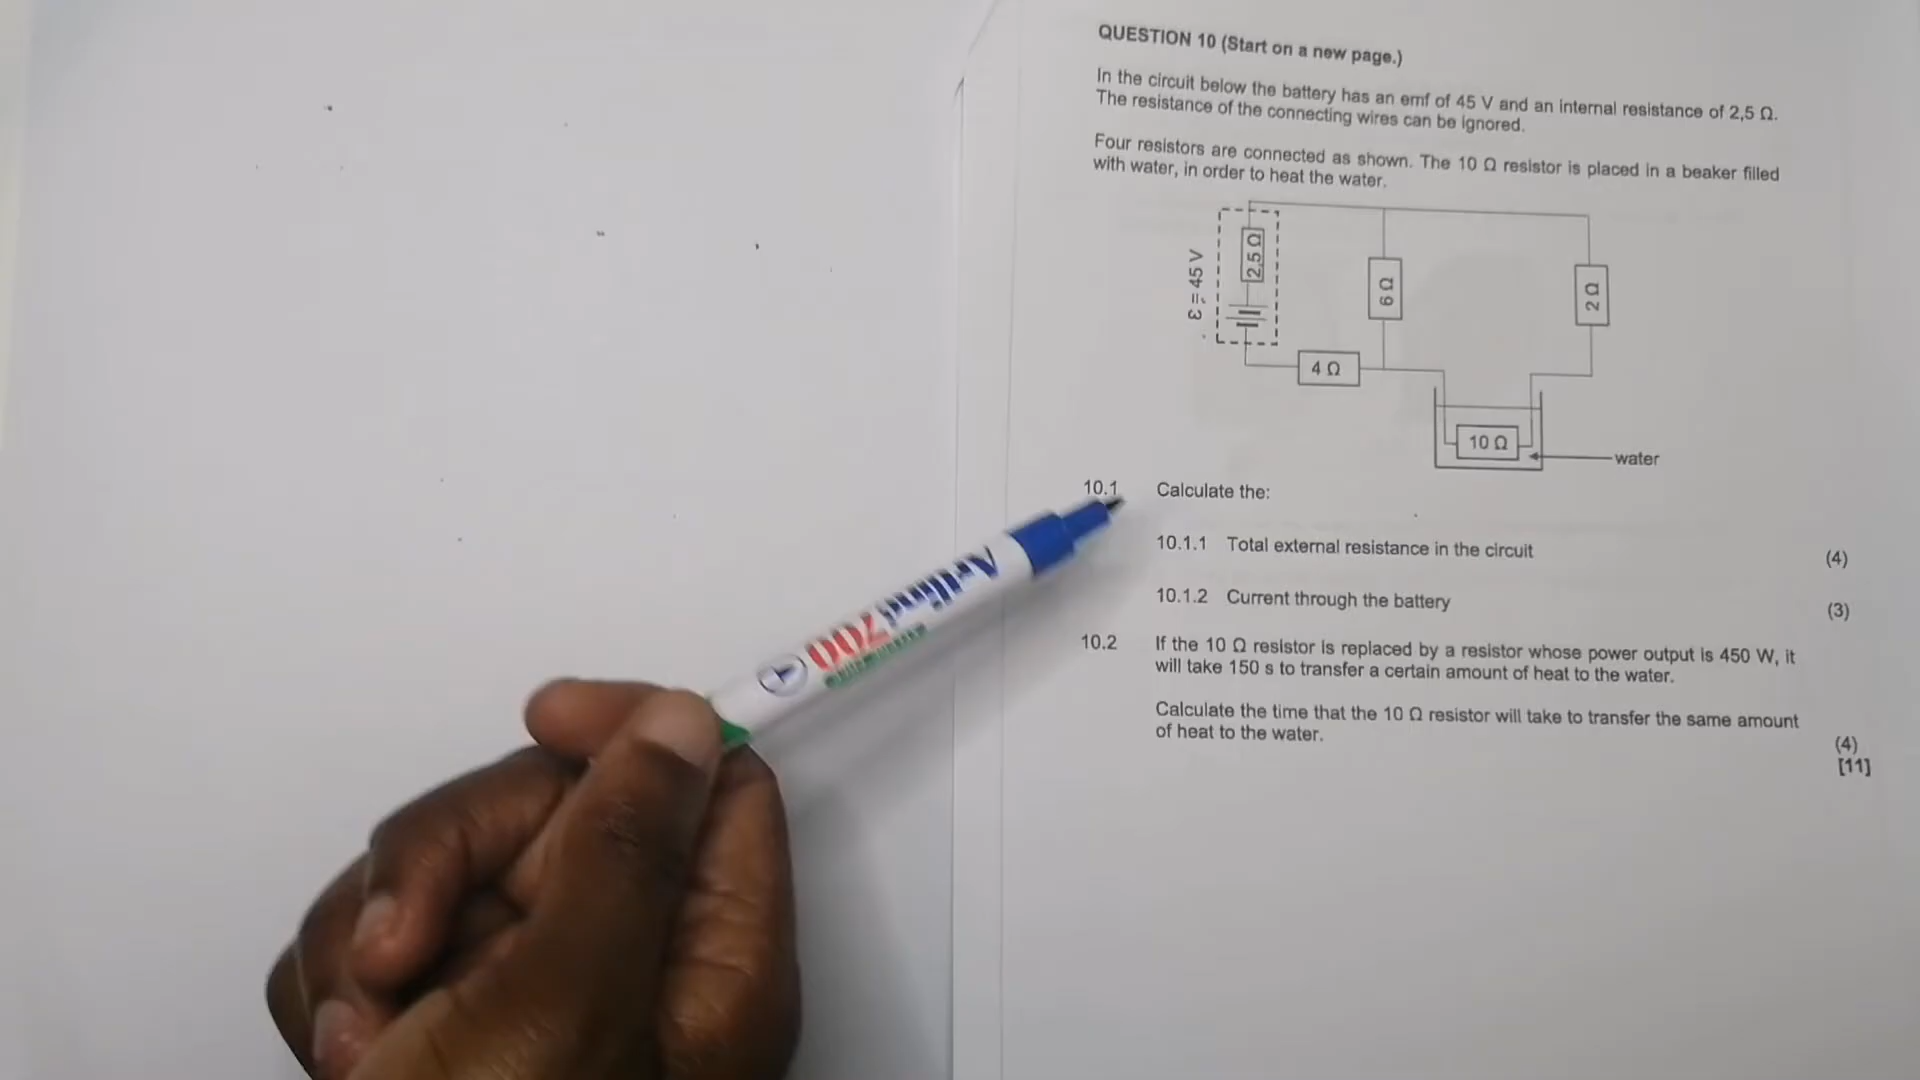 QUESTION 10 (Start on a new page.)
In the circuit below the battery has an emf of 45 V and an internal resistance of 2,5 Ω.
The resistance of the connecting wires can be ignored.
Four resistors are connected as shown. The 10 Ω resistor is placed in a beaker filled
with water, in order to heat the water.
ε = 45 V
2,5 Ω
6 Ω
2 Ω
4 Ω
10 Ω
water
10.1 Calculate the:
10.1.1 Total external resistance in the circuit (4)
10.1.2 Current through the battery (3)
10.2 If the 10 Ω resistor is replaced by a resistor whose power output is 450 W, it
will take 150 s to transfer a certain amount of heat to the water.
Calculate the time that the 10 Ω resistor will take to transfer the same amount
of heat to the water.
(4)
[11]
Artline 700